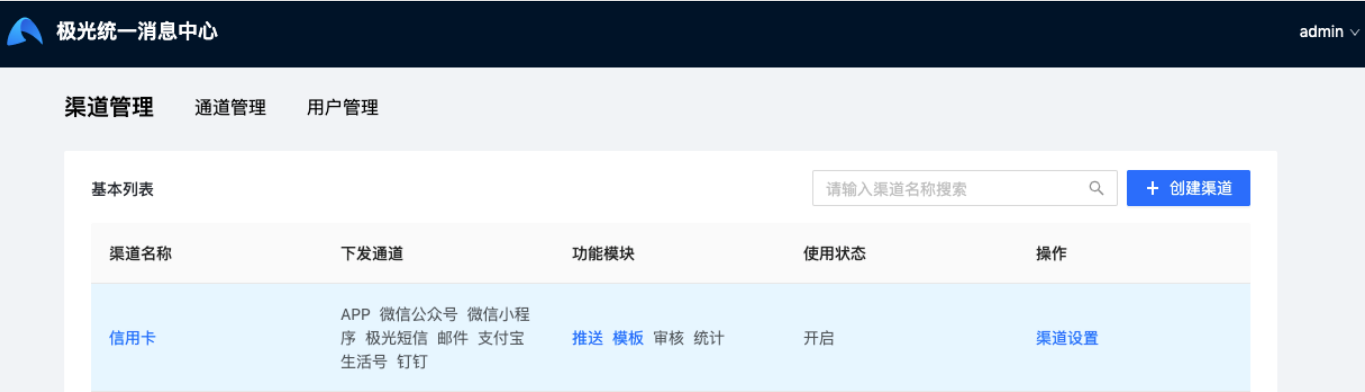 极光统一消息中心 admin
渠道管理 通道管理 用户管理
基本列表 请输入渠道名称搜索 + 创建渠道
渠道名称 下发通道 功能模块 使用状态 操作
APP 微信公众号 微信小程
信用卡 序 极光短信 邮件 支付宝 推送 模板 审核 统计 开启 渠道设置
生活号 钉钉